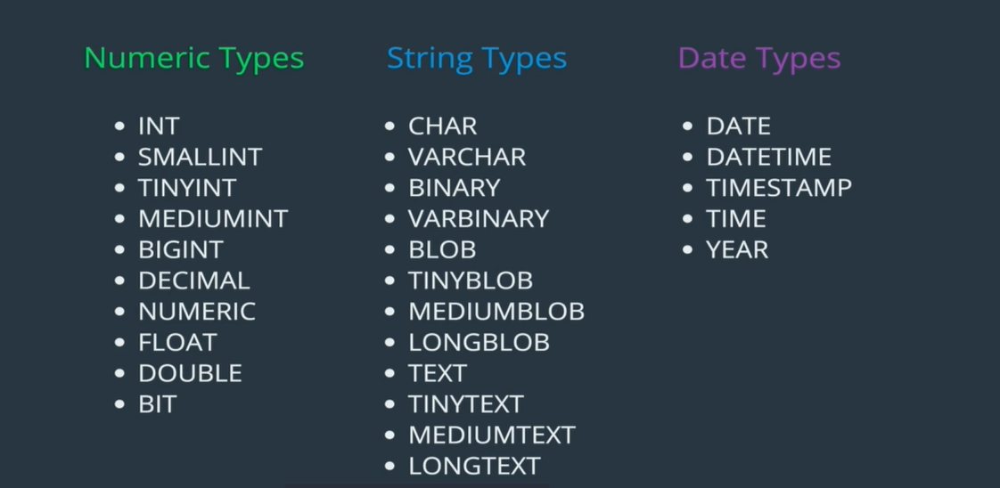 Numeric Types
• INT
• SMALLINT
• TINYINT
• MEDIUMINT
• BIGINT
• DECIMAL
• NUMERIC
• FLOAT
• DOUBLE
• BIT
String Types
• CHAR
• VARCHAR
• BINARY
• VARBINARY
• BLOB
• TINYBLOB
• MEDIUMBLOB
• LONGBLOB
• TEXT
• TINYTEXT
• MEDIUMTEXT
• LONGTEXT
Date Types
• DATE
• DATETIME
• TIMESTAMP
• TIME
• YEAR